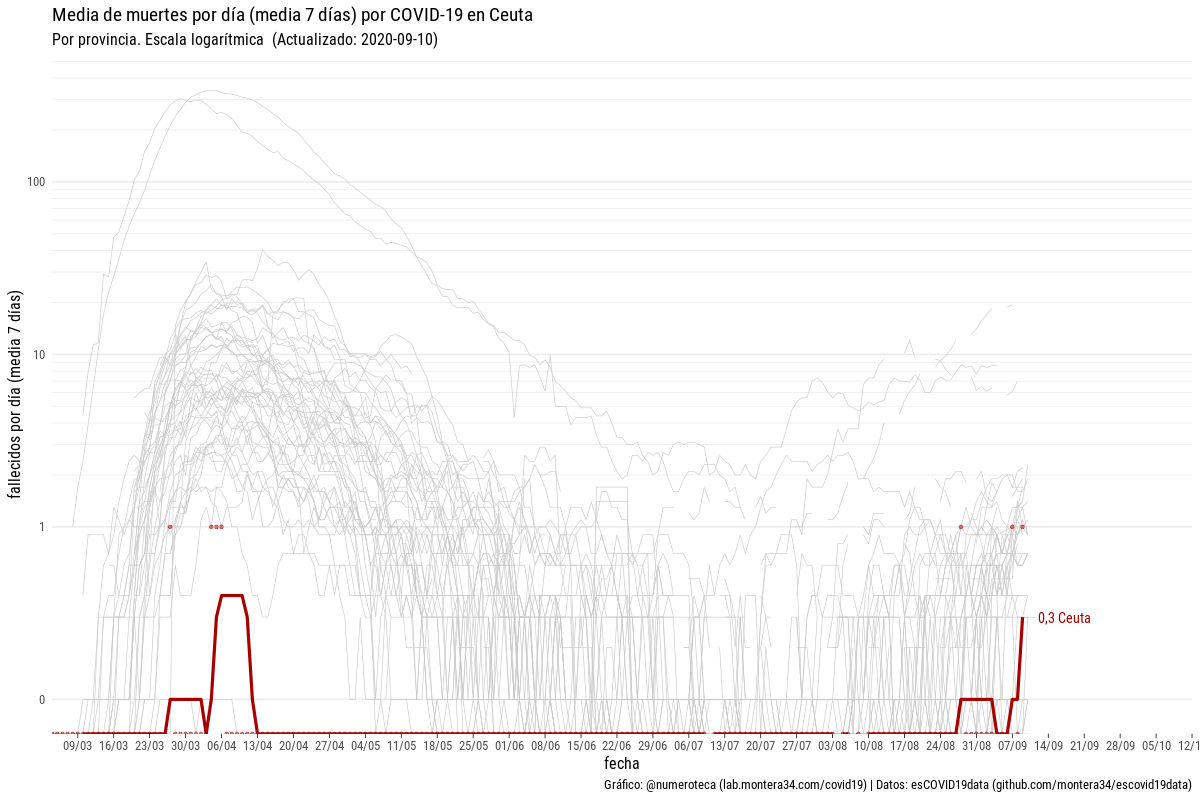 Media de muertes por día (media 7 días) por COVID-19 en Ceuta
Por provincia. Escala logarítmica (Actualizado: 2020-09-10)
fallecidos por día (media 7 días)
100
10
1
0
0,3 Ceuta
09/03 16/03 23/03 30/03 6/04 13/04 20/04 27/04 04/05 11/05 18/05 25/05 01/06 08/06 15/06 22/06 29/06 06/07 13/07 20/07 27/07 03/08 10/08 17/08 24/08 31/08 07/09 14/09 21/09 28/09 05/10 12/1
fecha
Gráfico: @numeroteca (lab.montera34.com/covid19) | Datos: esCOVID19data (github.com/montera34/escovid19data)